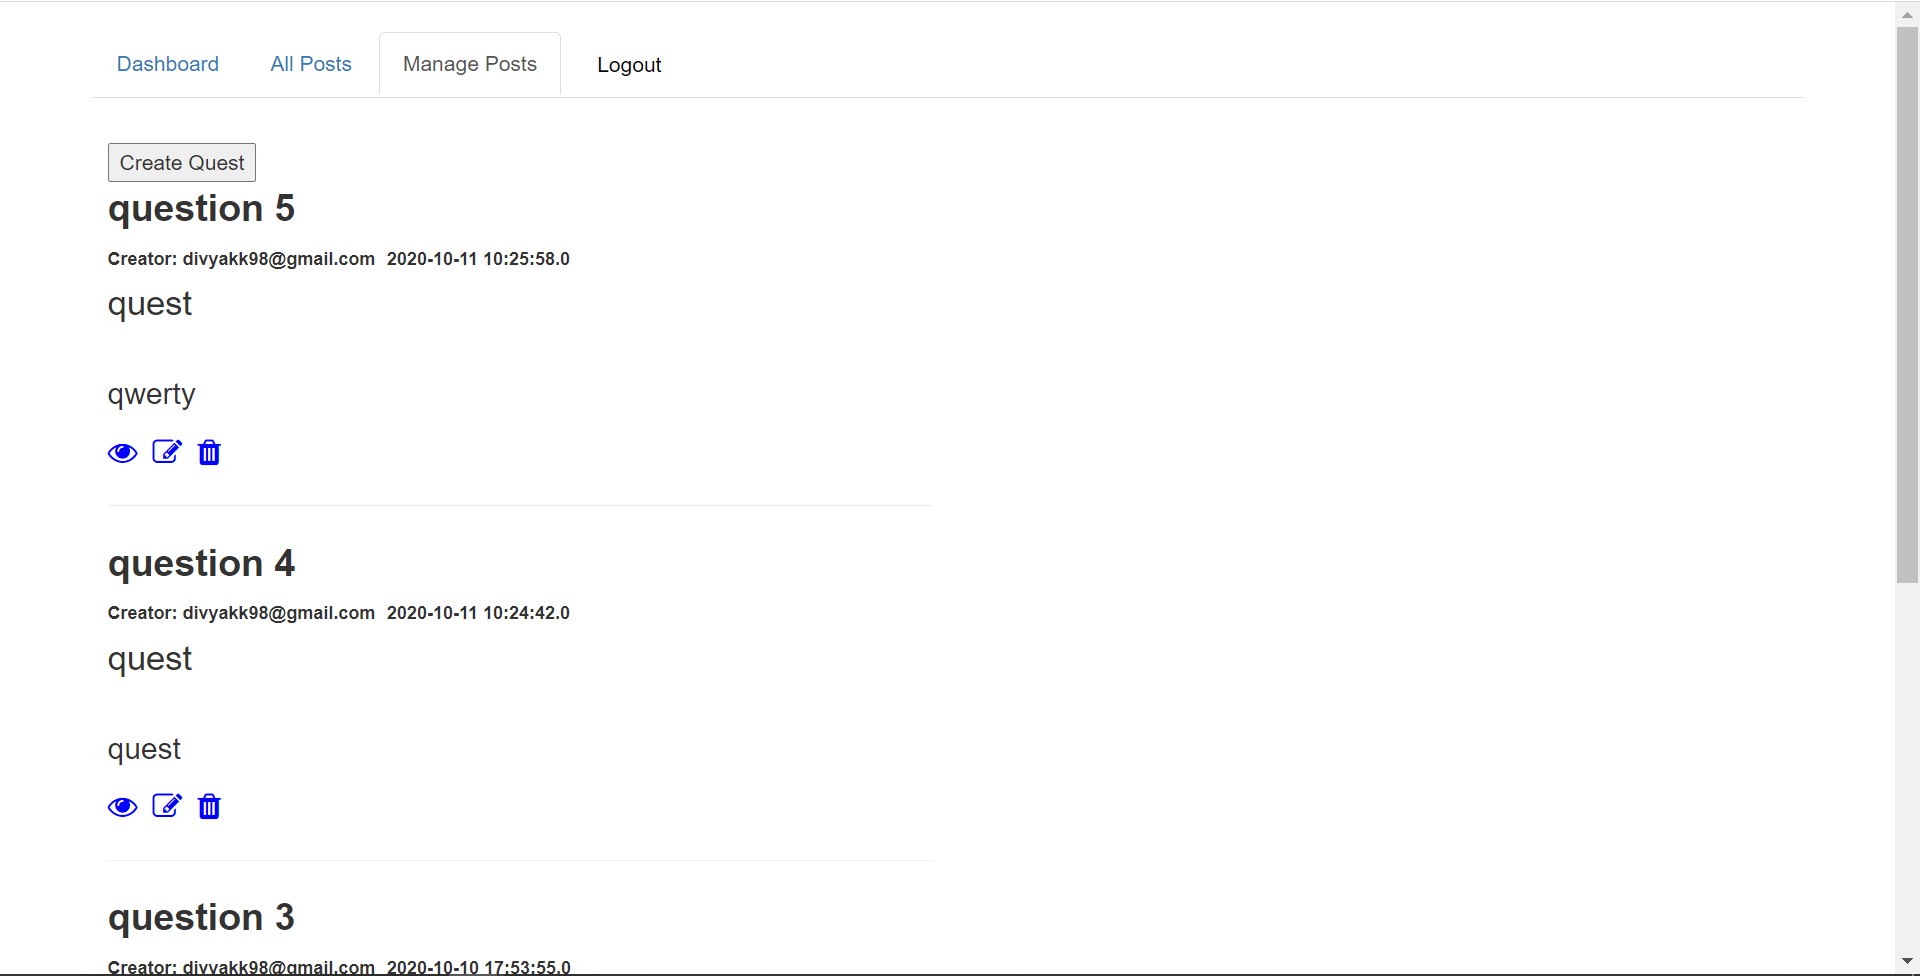 Dashboard All Posts Manage Posts Logout
Create Quest
question 5
Creator: divyakk98@gmail.com 2020-10-11 10:25:58.0
quest
qwerty
question 4
Creator: divyakk98@gmail.com 2020-10-11 10:24:42.0
quest
quest
question 3
Creator: divyakk98@gmail.com 2020-10-10 17:53:55.0